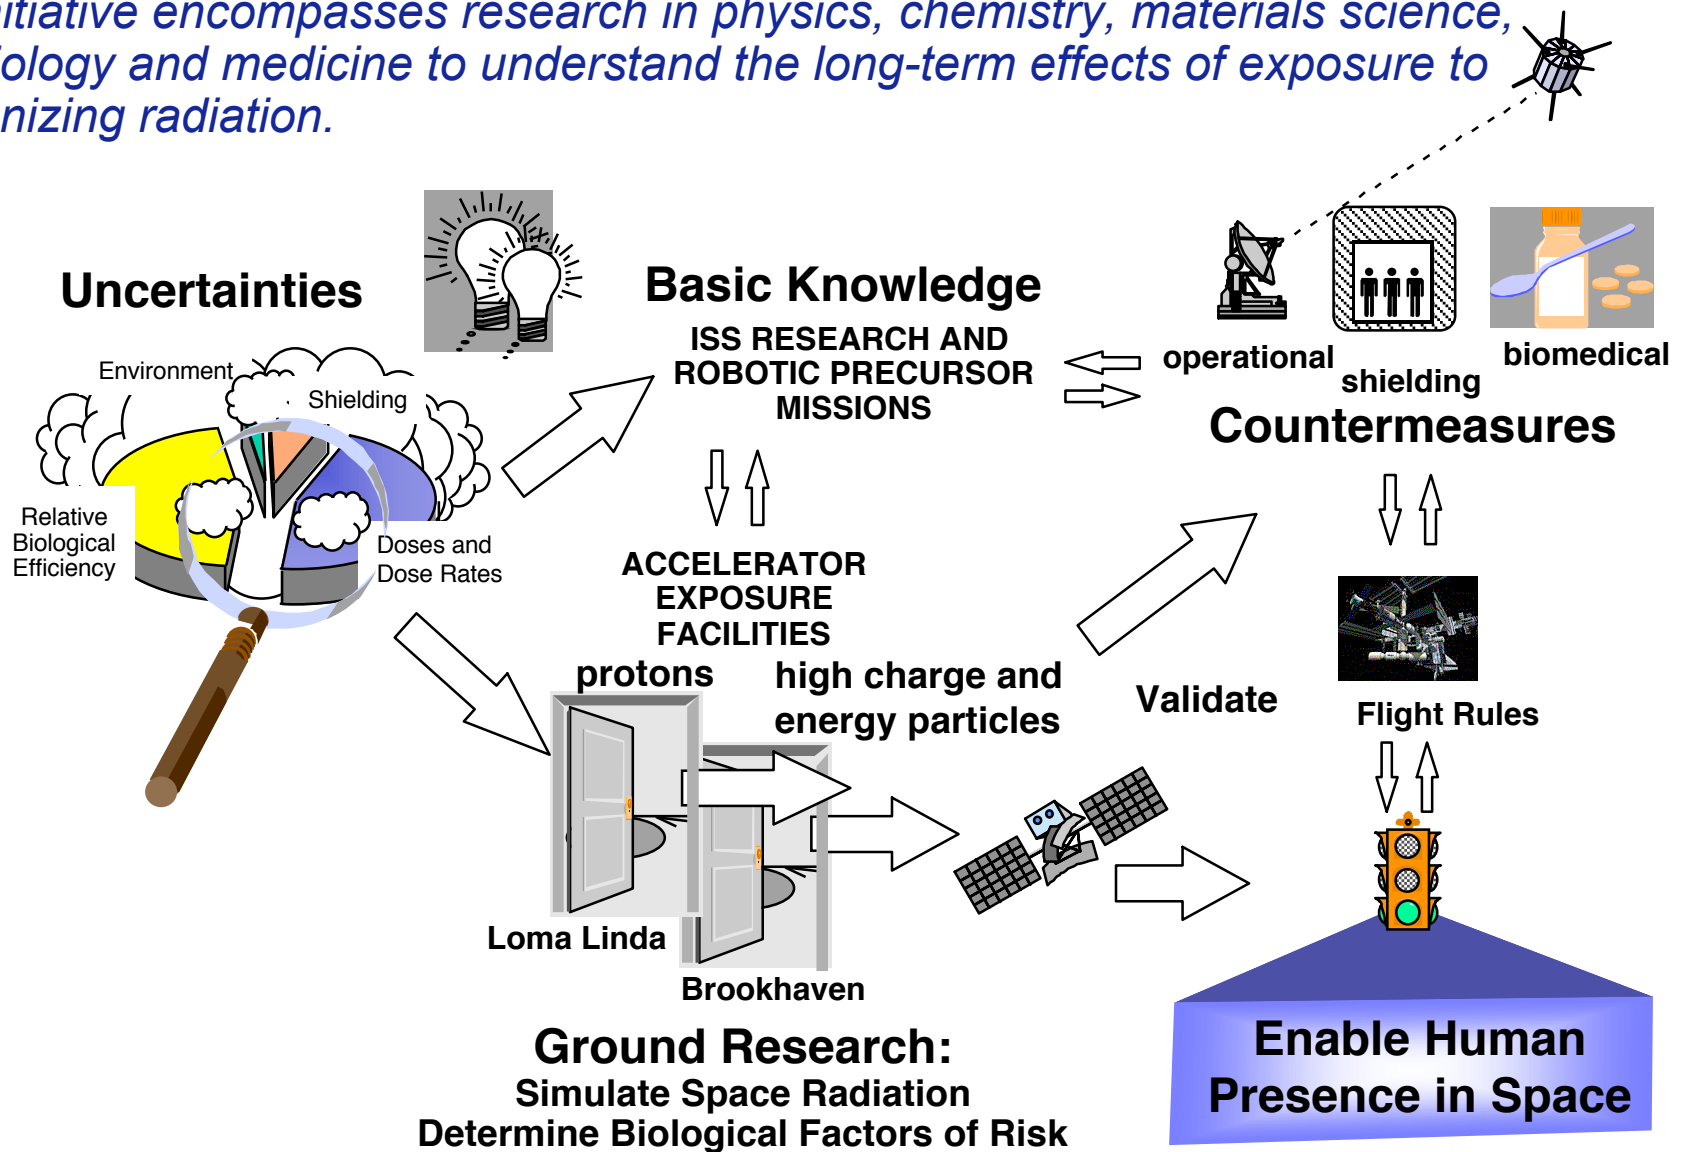 nitiative encompasses research in physics, chemistry, materials science,
iology and medicine to understand the long-term effects of exposure to
nizing radiation.
Uncertainties
Environment
Shielding
Relative
Biological
Efficiency
Doses and
Dose Rates
Basic Knowledge
ISS RESEARCH AND
ROBOTIC PRECURSOR
MISSIONS
operational
shielding
biomedical
Countermeasures
ACCELERATOR
EXPOSURE
FACILITIES
protons
high charge and
energy particles
Validate
Flight Rules
Loma Linda
Brookhaven
Ground Research:
Simulate Space Radiation
Determine Biological Factors of Risk
Enable Human
Presence in Space